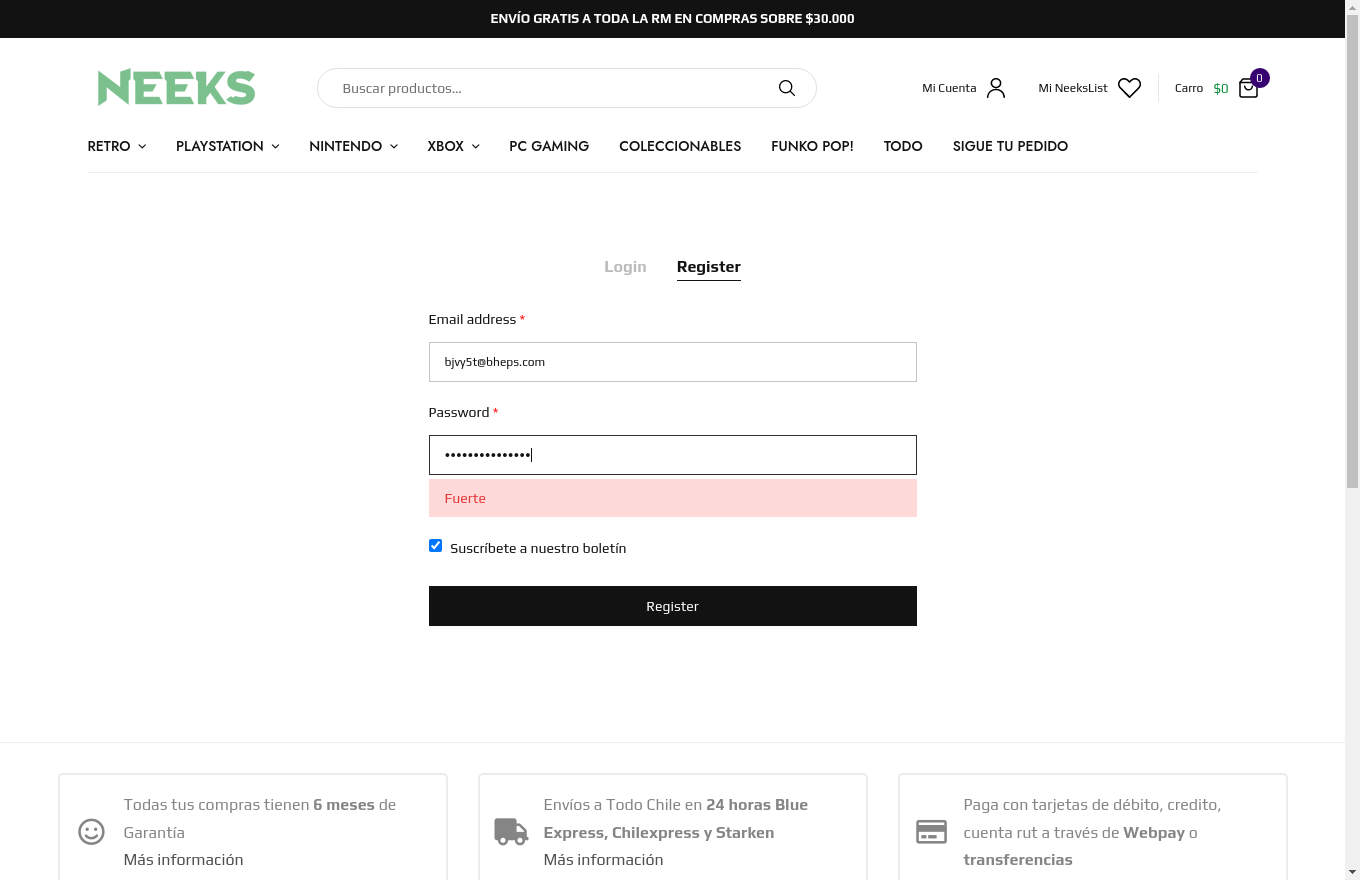 ENVÍO GRATIS A TODA LA RM EN COMPRAS SOBRE $30.000
NEEKS
Buscar productos...
Mi Cuenta
Mi NeeksList
Carro $0 0
RETRO PLAYSTATION NINTENDO XBOX PC GAMING COLECCIONABLES FUNKO POP! TODO SIGUE TU PEDIDO
Login Register
Email address *
bjvy5t@bheps.com
Password *
•••••••••••••••
Fuerte
Suscríbete a nuestro boletín
Register
Todas tus compras tienen 6 meses de
Garantía
Más información
Envíos a Todo Chile en 24 horas Blue
Express, Chilexpress y Starken
Más información
Paga con tarjetas de débito, credito,
cuenta rut a través de Webpay o
transferencias